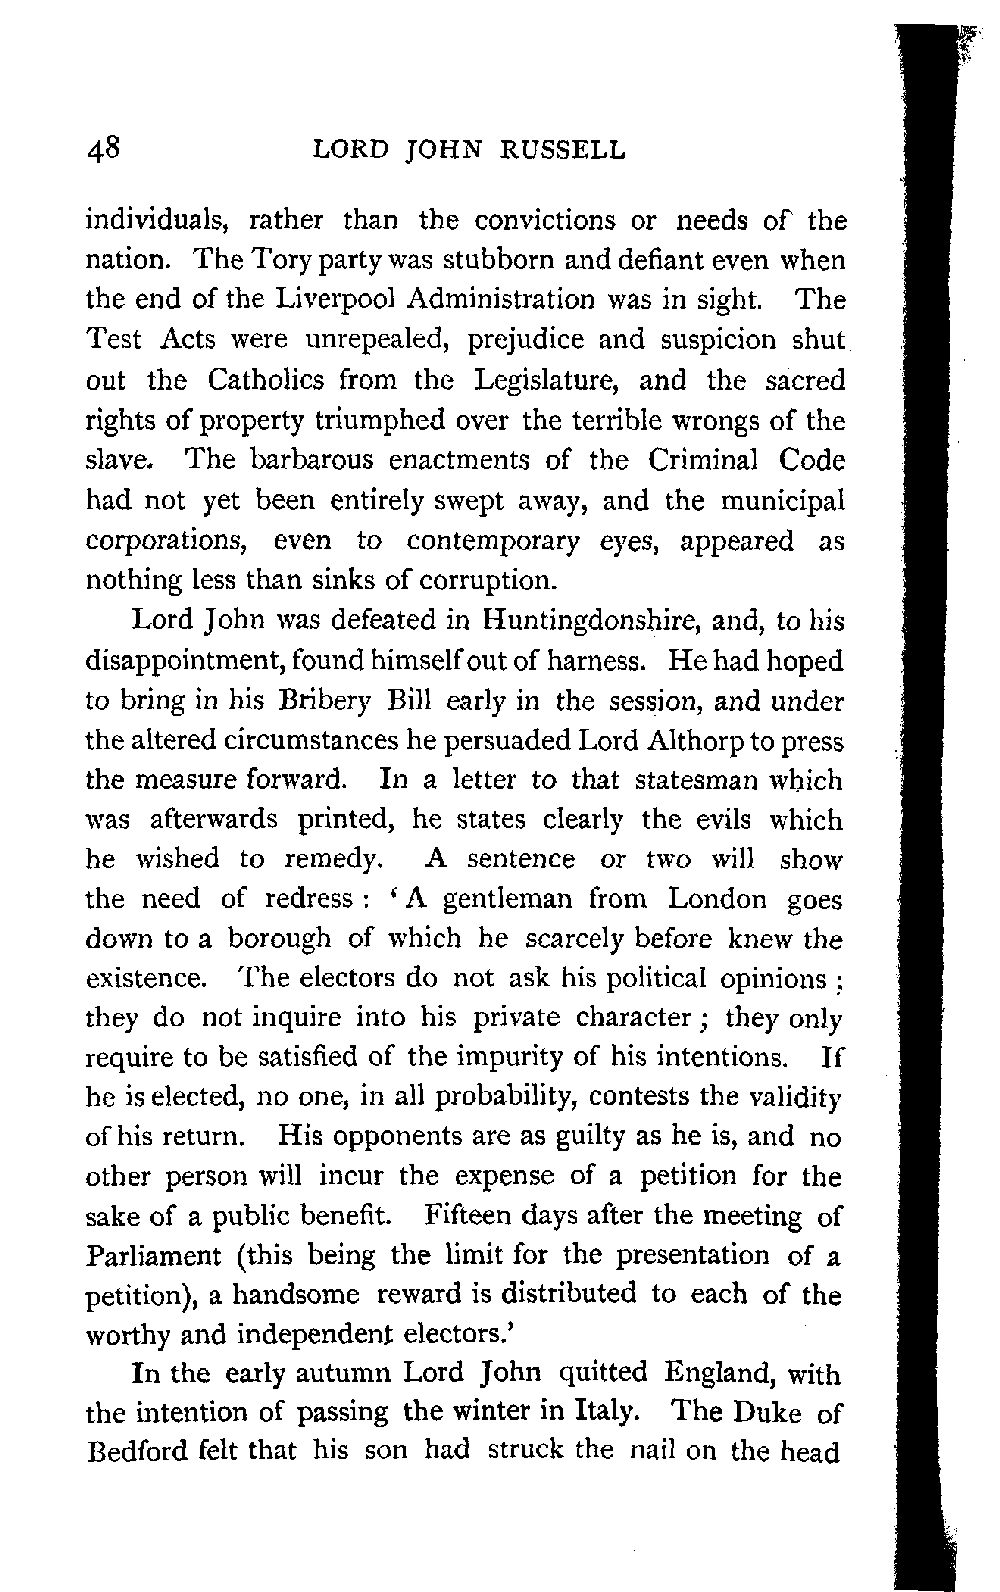 48 LORD JOHN RUSSELL
individuals, rather than the convictions or needs of the
nation. The Tory party was stubborn and defiant even when
the end of the Liverpool Administration was in sight. The
Test Acts were unrepealed, prejudice and suspicion shut
out the Catholics from the Legislature, and the sacred
rights of property triumphed over the terrible wrongs of the
slave. The barbarous enactments of the Criminal Code
had not yet been entirely swept away, and the municipal
corporations, even to contemporary eyes, appeared as
nothing less than sinks of corruption.
Lord John was defeated in Huntingdonshire, and, to his
disappointment, found himself out of harness. He had hoped
to bring in his Bribery Bill early in the session, and under
the altered circumstances he persuaded Lord Althorp to press
the measure forward. In a letter to that statesman which
was afterwards printed, he states clearly the evils which
he wished to remedy. A sentence or two will show
the need of redress : ‘ A gentleman from London goes
down to a borough of which he scarcely before knew the
existence. The electors do not ask his political opinions ;
they do not inquire into his private character ; they only
require to be satisfied of the impurity of his intentions. If
he is elected, no one, in all probability, contests the validity
of his return. His opponents are as guilty as he is, and no
other person will incur the expense of a petition for the
sake of a public benefit. Fifteen days after the meeting of
Parliament (this being the limit for the presentation of a
petition), a handsome reward is distributed to each of the
worthy and independent electors.’
In the early autumn Lord John quitted England, with
the intention of passing the winter in Italy. The Duke of
Bedford felt that his son had struck the nail on the head